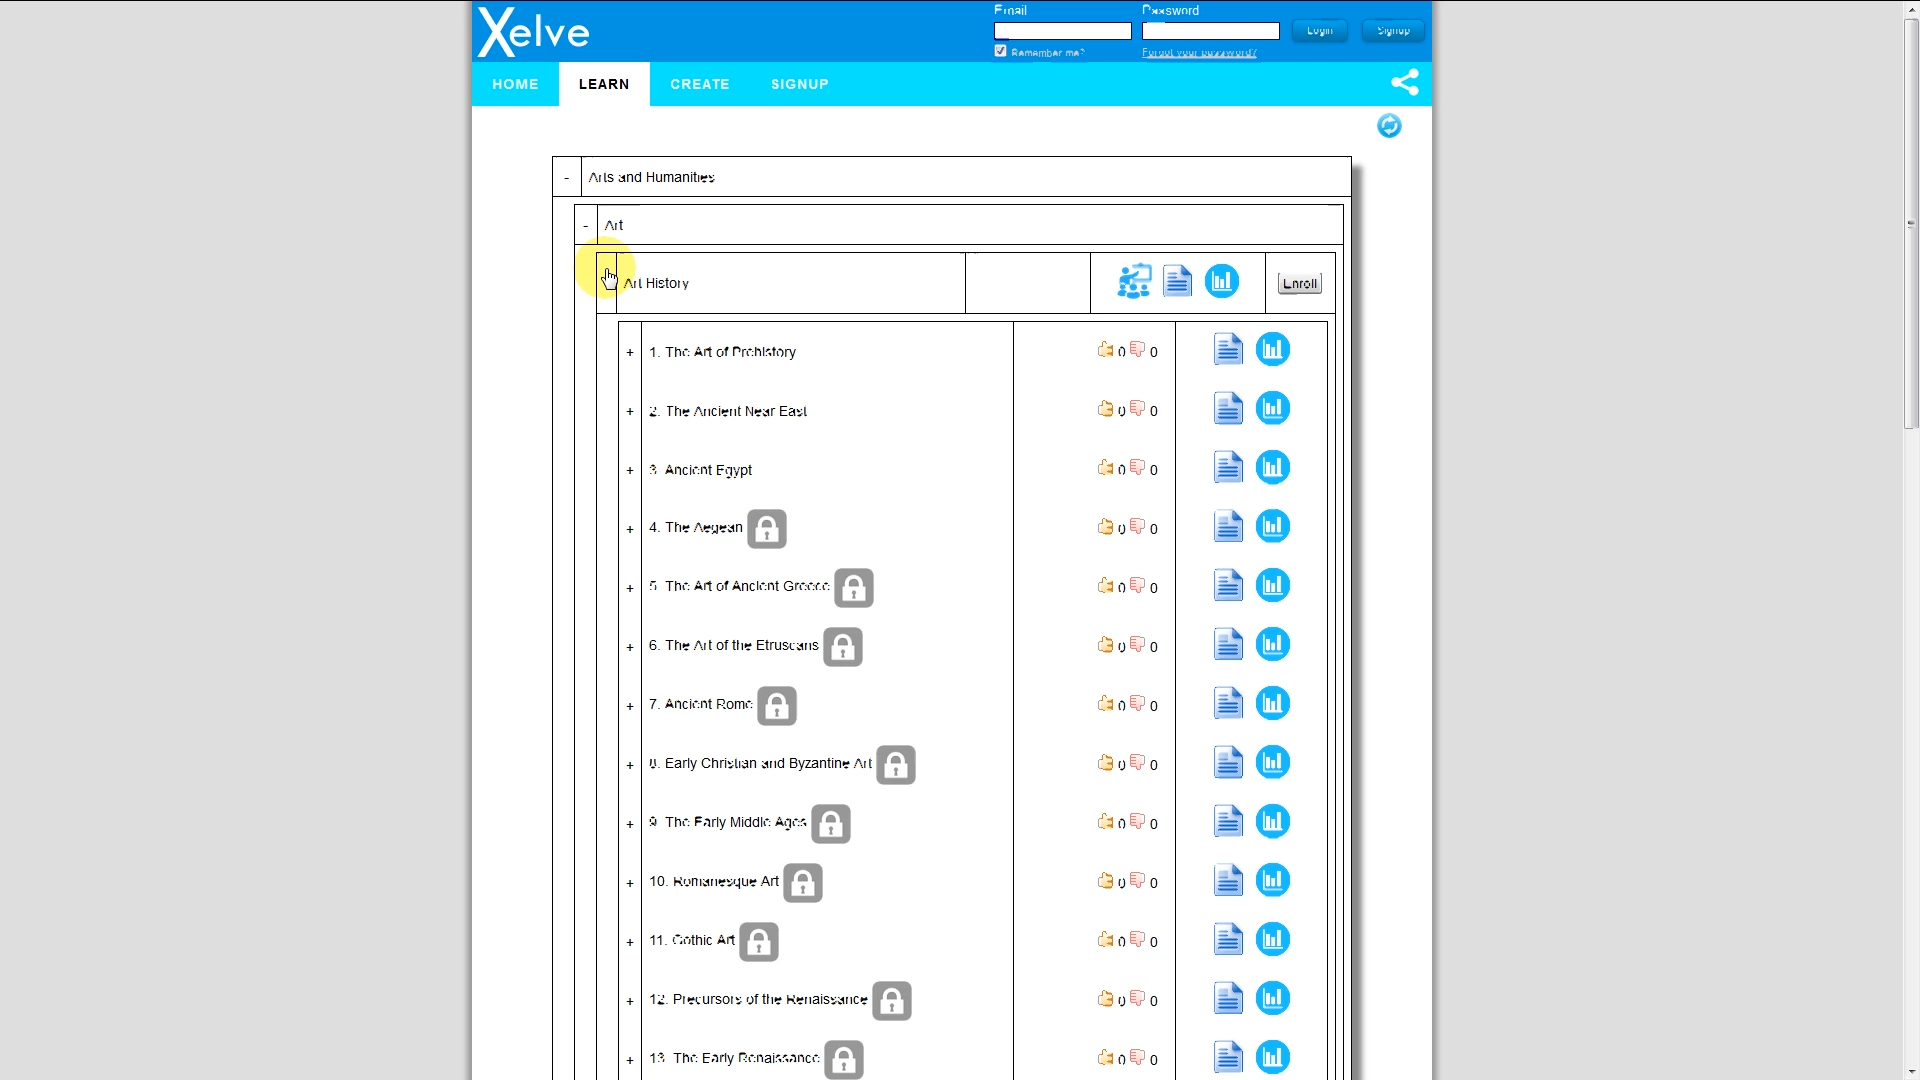 Xelve
Email
Password
Login
Signup
Remember me?
Forgot your password?
HOME
LEARN
CREATE
SIGNUP
- Arts and Humanities
- Art
Art History
Enroll
+ 1. The Art of Prehistory 0 0
+ 2. The Ancient Near East 0 0
+ 3. Ancient Egypt 0 0
+ 4. The Aegean 0 0
+ 5. The Art of Ancient Greece 0 0
+ 6. The Art of the Etruscans 0 0
+ 7. Ancient Rome 0 0
+ 8. Early Christian and Byzantine Art 0 0
+ 9. The Early Middle Ages 0 0
+ 10. Romanesque Art 0 0
+ 11. Gothic Art 0 0
+ 12. Precursors of the Renaissance 0 0
+ 13. The Early Renaissance 0 0